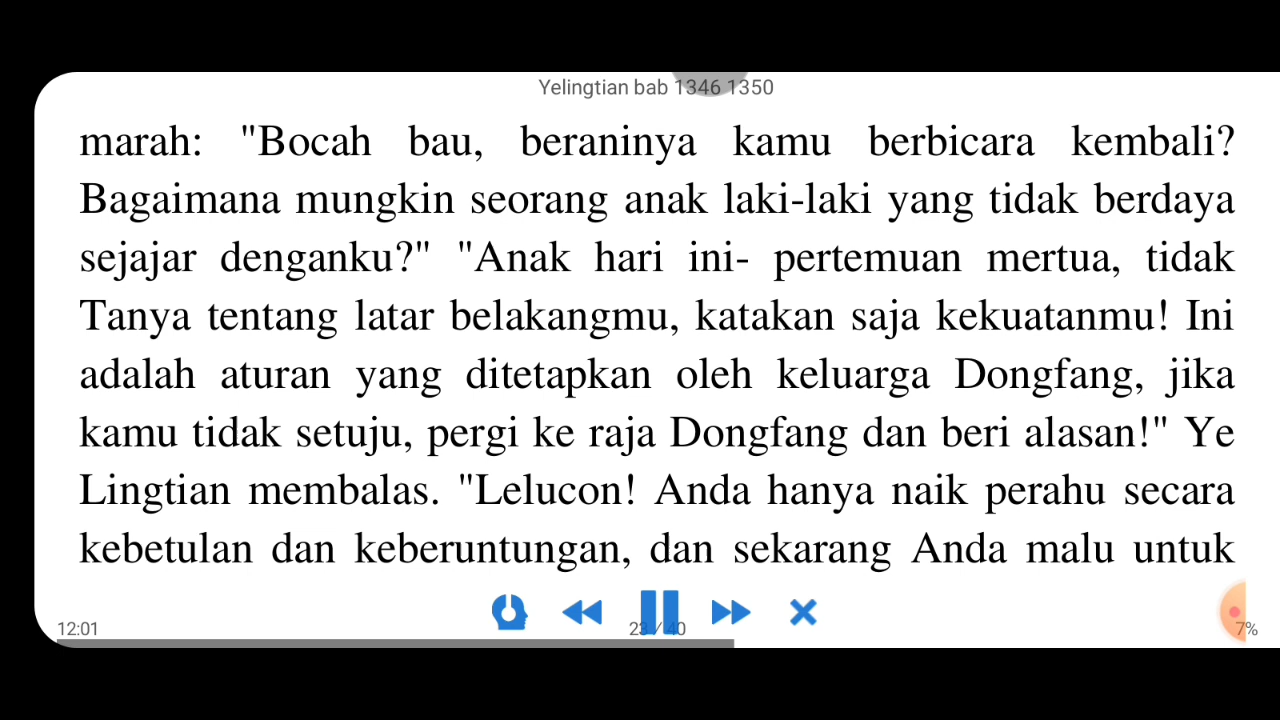 Yelingtian bab 1346 1350
marah: "Bocah bau, beraninya kamu berbicara kembali?
Bagaimana mungkin seorang anak laki-laki yang tidak berdaya
sejajar denganku?" "Anak hari ini- pertemuan mertua, tidak
Tanya tentang latar belakangmu, katakan saja kekuatanmu! Ini
adalah aturan yang ditetapkan oleh keluarga Dongfang, jika
kamu tidak setuju, pergi ke raja Dongfang dan beri alasan!" Ye
Lingtian membalas. "Lelucon! Anda hanya naik perahu secara
kebetulan dan keberuntungan, dan sekarang Anda malu untuk
12:01
23 / 40
7%